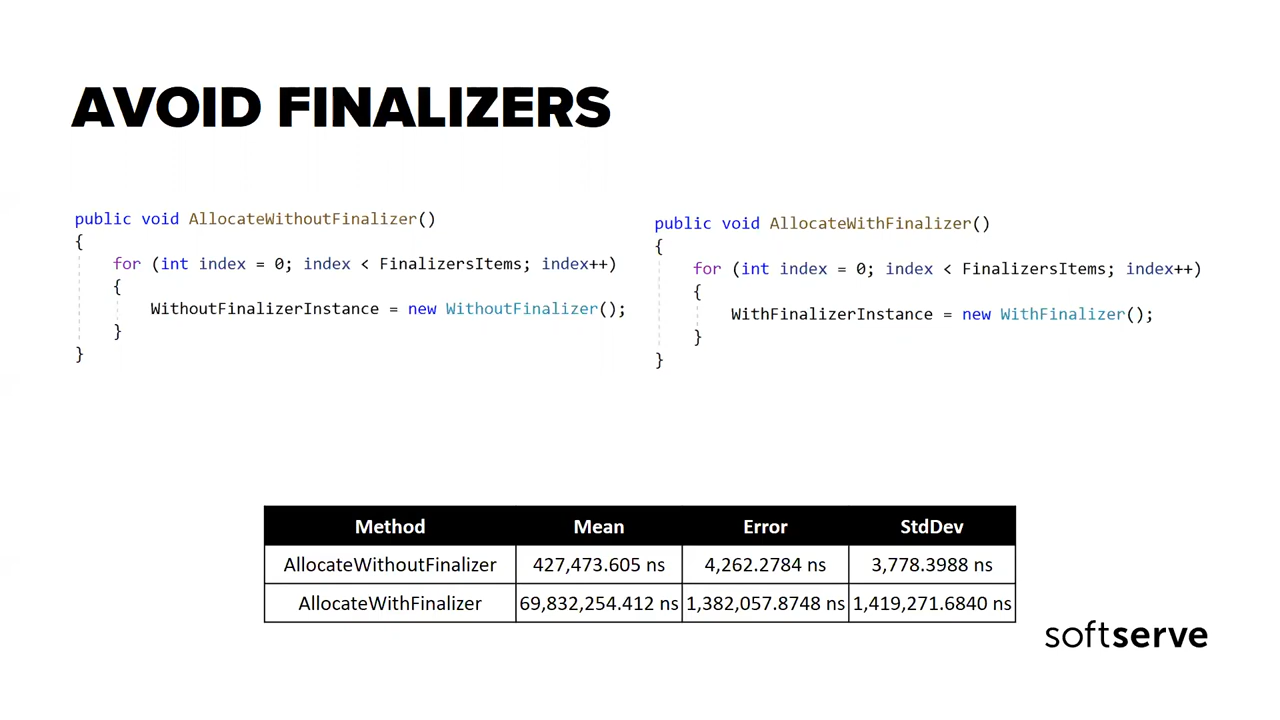 AVOID FINALIZERS
public void AllocateWithoutFinalizer()
{
for (int index = 0; index < FinalizersItems; index++)
{
WithoutFinalizerInstance = new WithoutFinalizer();
}
}
public void AllocateWithFinalizer()
{
for (int index = 0; index < FinalizersItems; index++)
{
WithFinalizerInstance = new WithFinalizer();
}
}
Method Mean Error StdDev
AllocateWithoutFinalizer 427,473.605 ns 4,262.2784 ns 3,778.3988 ns
AllocateWithFinalizer 69,832,254.412 ns 1,382,057.8748 ns 1,419,271.6840 ns
softserve